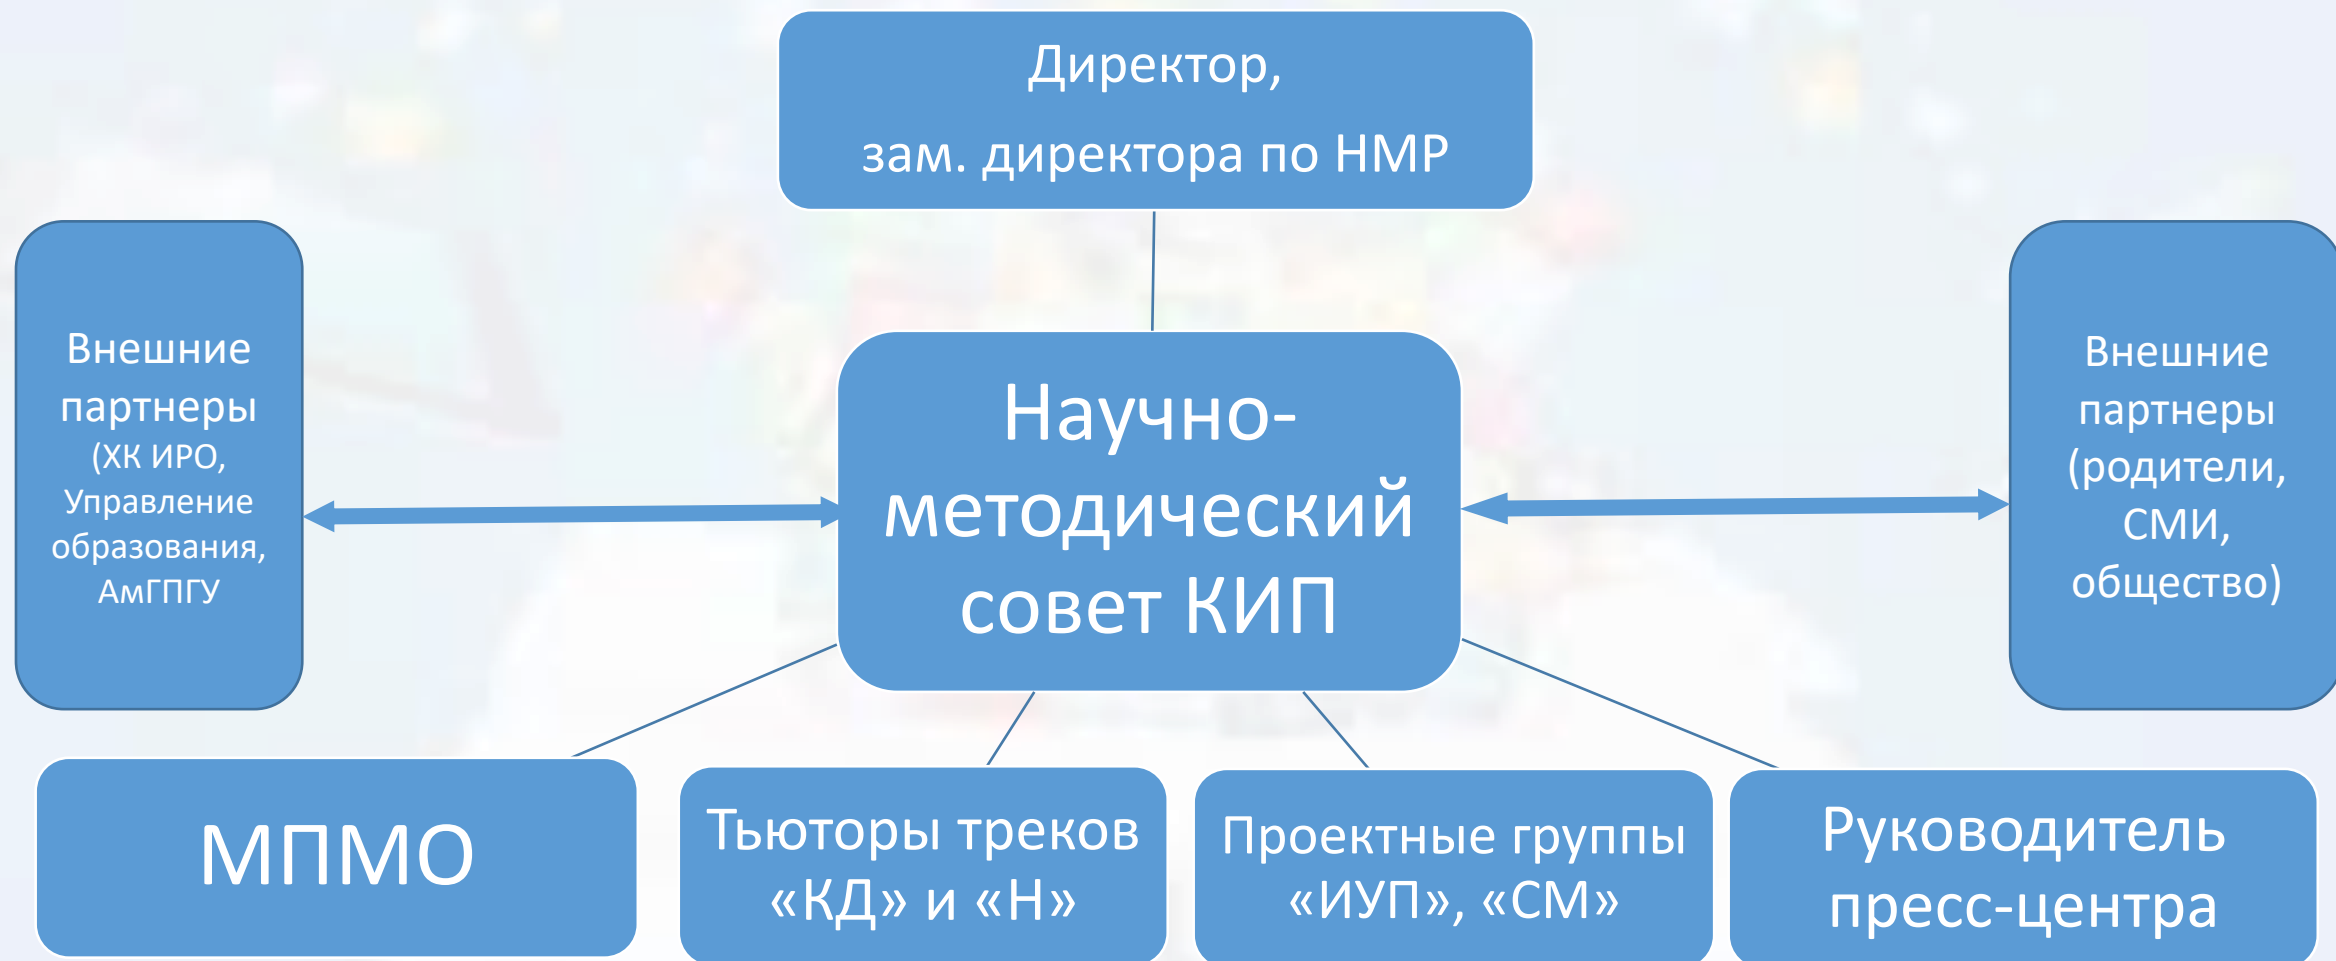 Директор,
зам. директора по НМР
Внешние
партнеры
(ХК ИРО,
Управление
образования,
АмГПГУ
Научно-
методический
совет КИП
Внешние
партнеры
(родители,
СМИ,
общество)
МПМО
Тьюторы треков
«КД» и «Н»
Проектные группы
«ИУП», «СМ»
Руководитель
пресс-центра